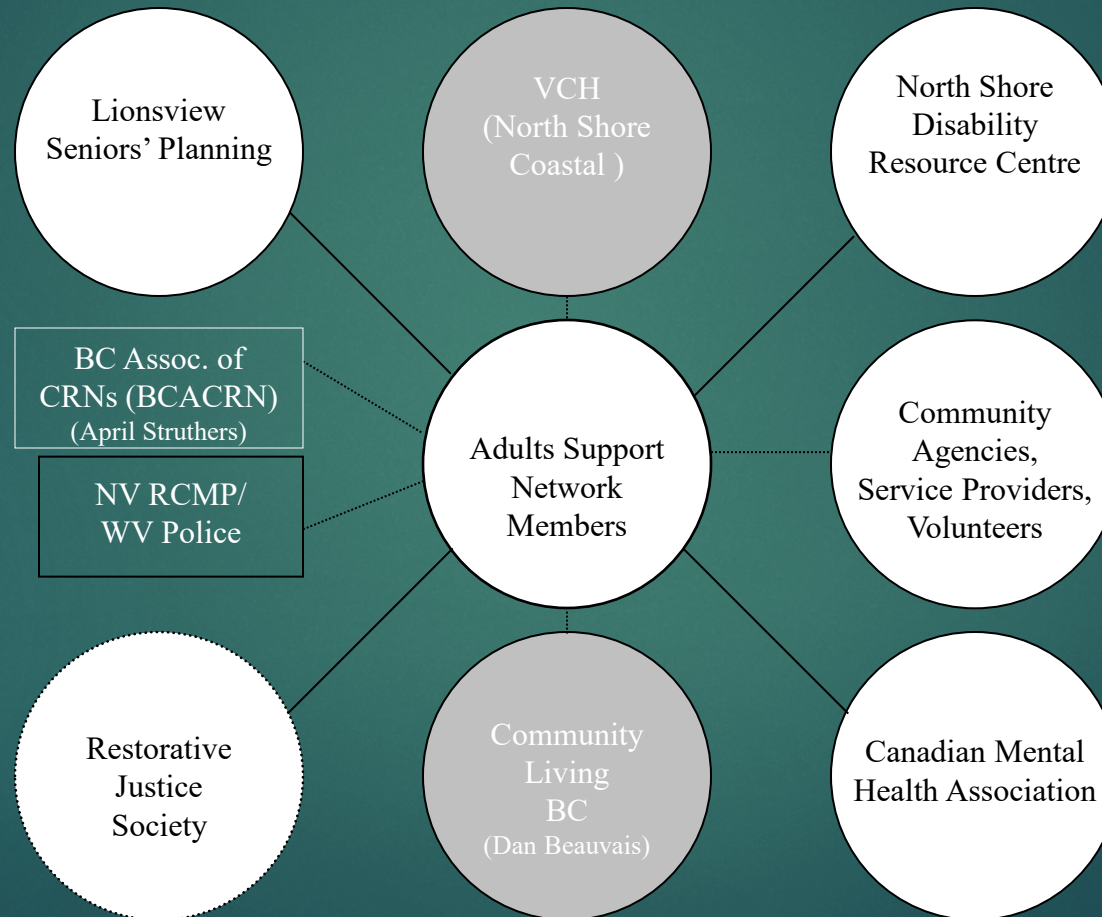 Lionsview
Seniors’ Planning
VCH
(North Shore
Coastal )
North Shore
Disability
Resource Centre
BC Assoc. of
CRNs (BCACRN)
(April Struthers)
NV RCMP/
WV Police
Adults Support
Network
Members
Community
Agencies,
Service Providers,
Volunteers
Restorative
Justice
Society
Community
Living
BC
(Dan Beauvais)
Canadian Mental
Health Association